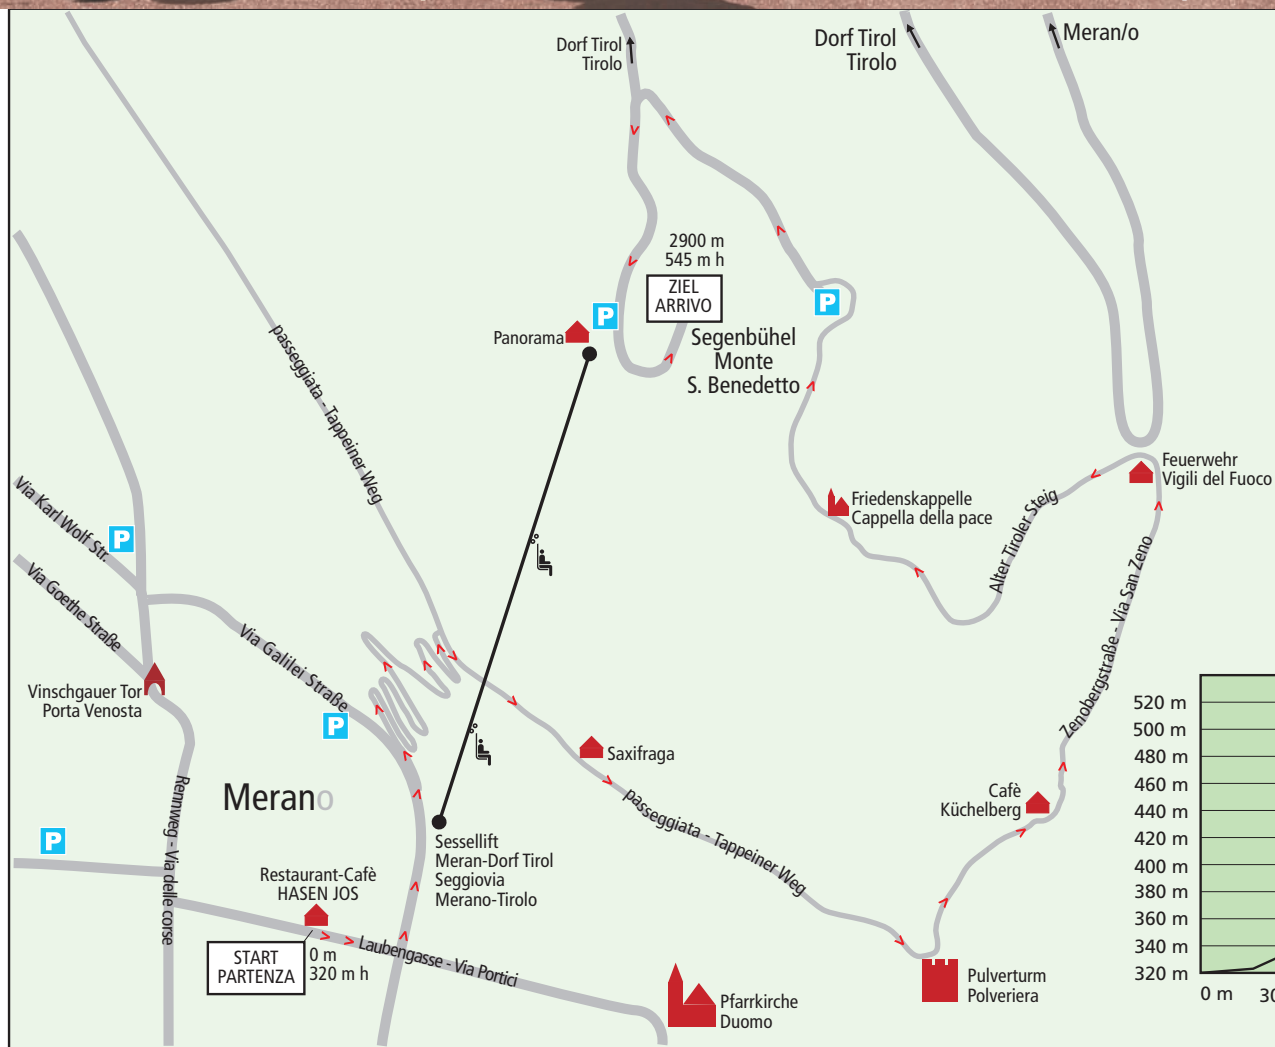 Dorf Tirol
Tirolo
Dorf Tirol
Tirolo
Meran/o
2900 m
545 m h
ZIEL
ARRIVO
P
P
Panorama
Segenbühel
Monte
S. Benedetto
passeggiata - Tappeiner Weg
Feuerwehr
Vigili del Fuoco
Via Karl Wolf Str.
P
Friedenskappelle
Cappella della pace
Alter Tiroler Steig
Via Goethe Straße
Zenobergstraße - Via San Zeno
Via Galilei Straße
Vinschgauer Tor
Porta Venosta
P
Saxifraga
Merano
Rennweg - Via delle corse
Cafè
Küchelberg
passeggiata - Tappeiner Weg
P
Sessellift
Meran-Dorf Tirol
Seggiovia
Merano-Tirolo
Restaurant-Cafè
HASEN JOS
START
PARTENZA
0 m
320 m h
Laubengasse - Via Portici
Pfarrkirche
Duomo
Pulverturm
Polveriera
520 m
500 m
480 m
460 m
440 m
420 m
400 m
380 m
360 m
340 m
320 m
0 m